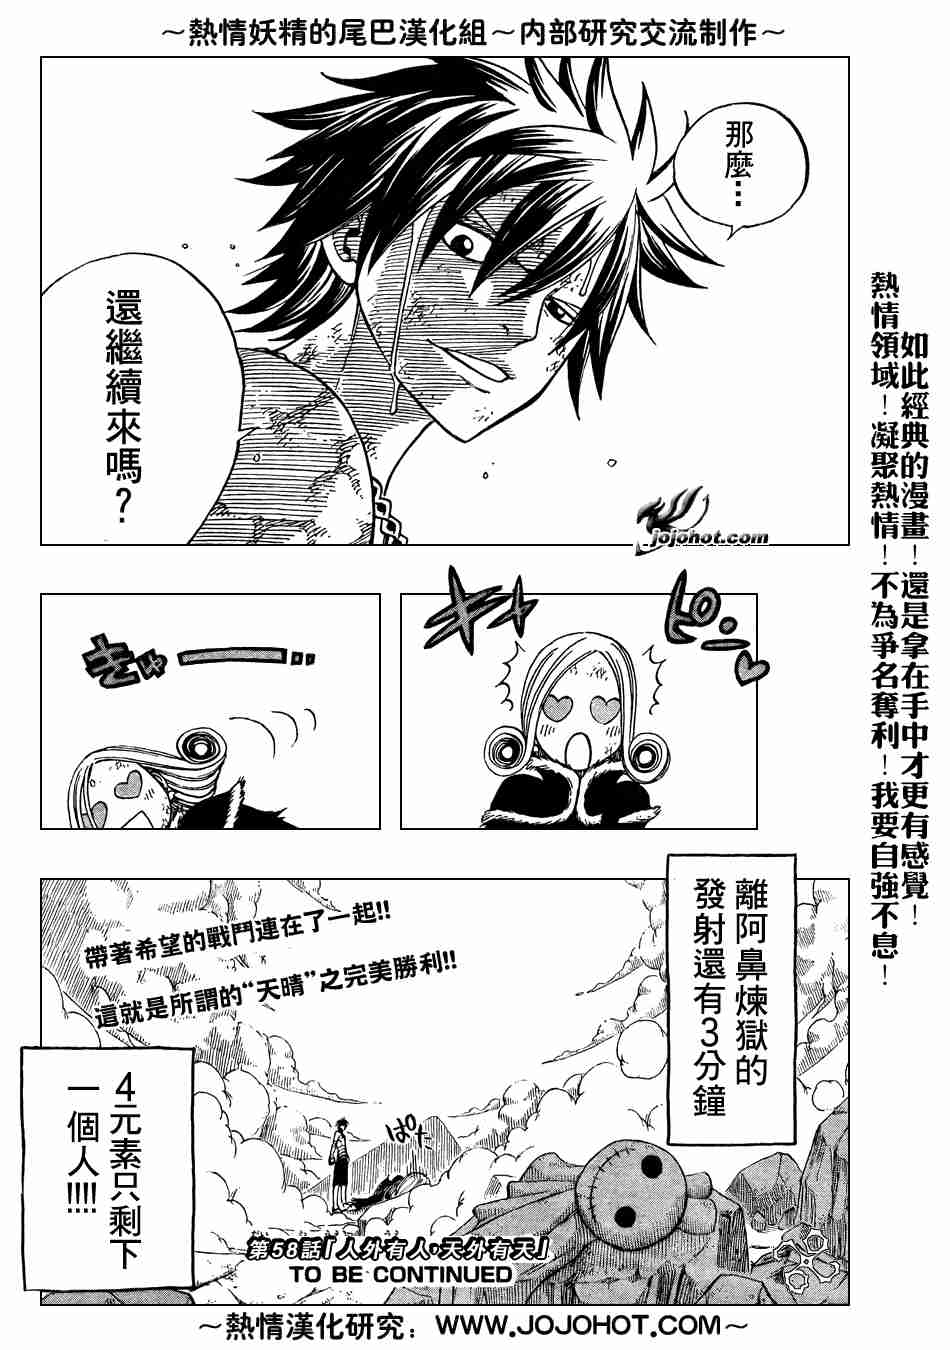 ～熱情妖精的尾巴漢化組～内部研究交流制作～
那麼…
還繼續來嗎？
jojohot.com
如此經典的漫畫！還是拿在手中才更有感覺！
熱情領域！凝聚熱情！不為爭名奪利！我要自強不息！
キキ
ピロ…
きゅ———..
離阿鼻煉獄的
發射還有3分鐘
帶著希望的戰鬥連在了一起!!
這就是所謂的“天晴”之完美勝利!!
4元素只剩下
一個人!!!!
ぱた
第58話「人外有人，天外有天」
TO BE CONTINUED
～熱情漢化研究：WWW.JOJOHOT.COM～